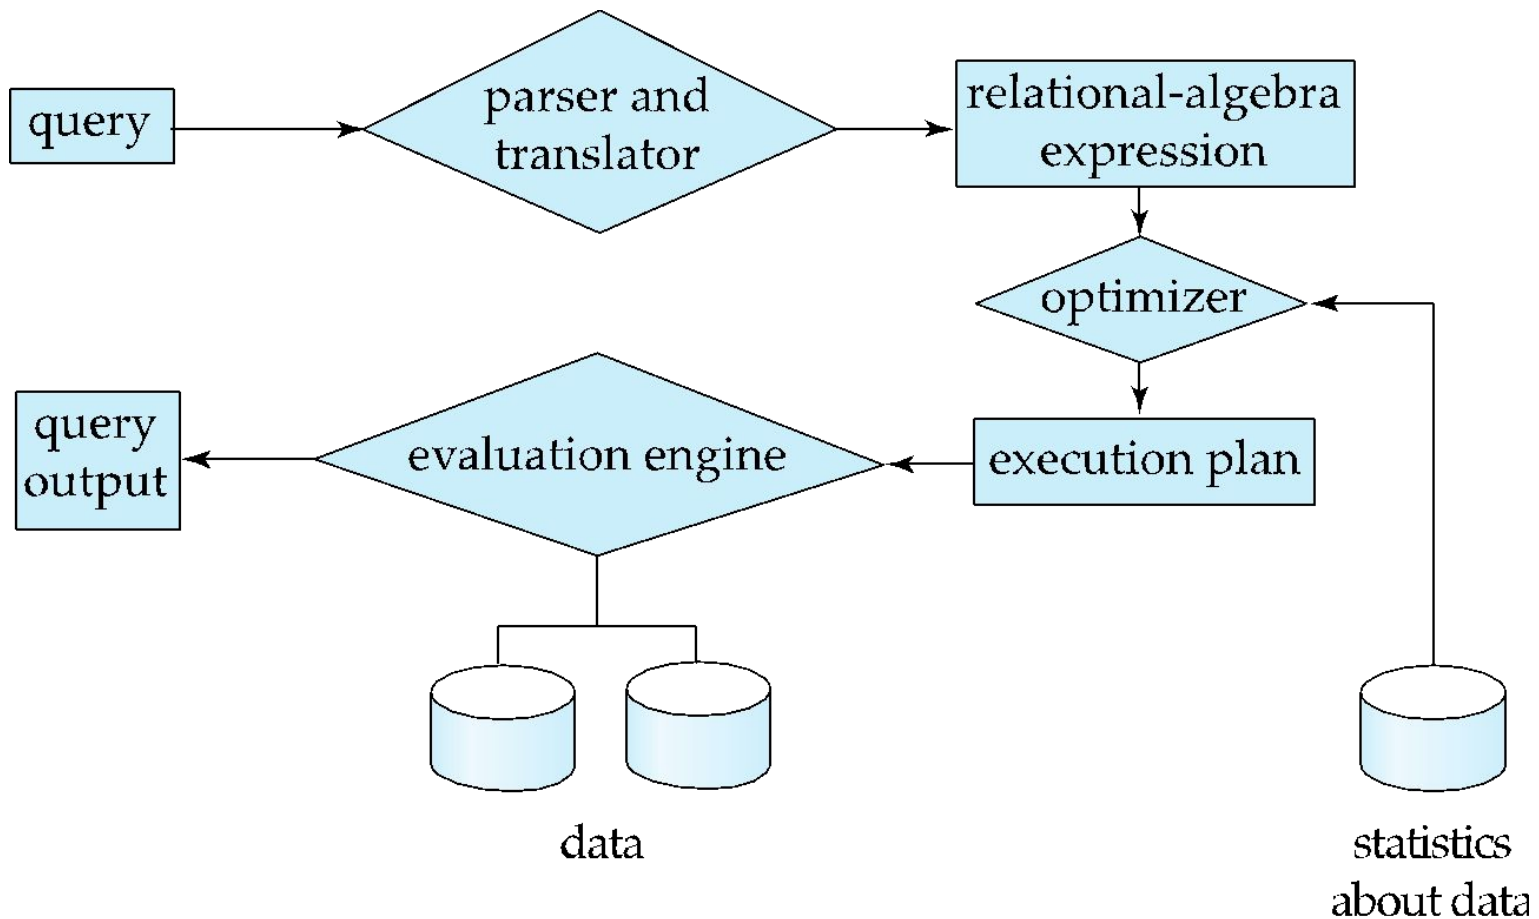 query
parser and
translator
relational-algebra
expression
optimizer
query
output
evaluation engine
execution plan
data
statistics
about data